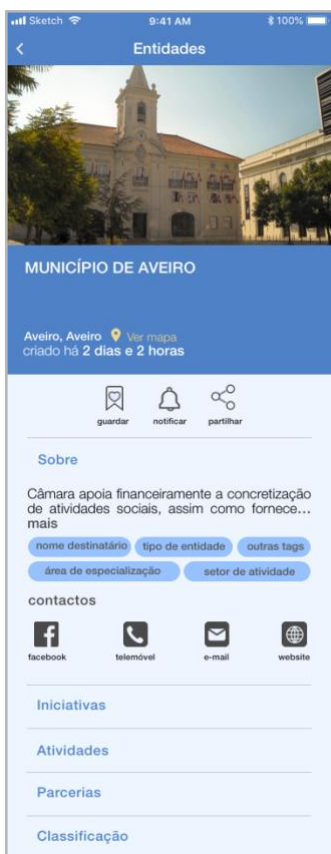 Sketch 9:41 AM 100%
Entidades
MUNICÍPIO DE AVEIRO
Aveiro, Aveiro Ver mapa
criado há 2 dias e 2 horas
guardar notificar partilhar
Sobre
Câmara apoia financeiramente a concretização
de atividades sociais, assim como fornece...
mais
nome destinatário tipo de entidade outras tags
área de especialização setor de atividade
contactos
facebook telemóvel e-mail website
Iniciativas
Atividades
Parcerias
Classificação